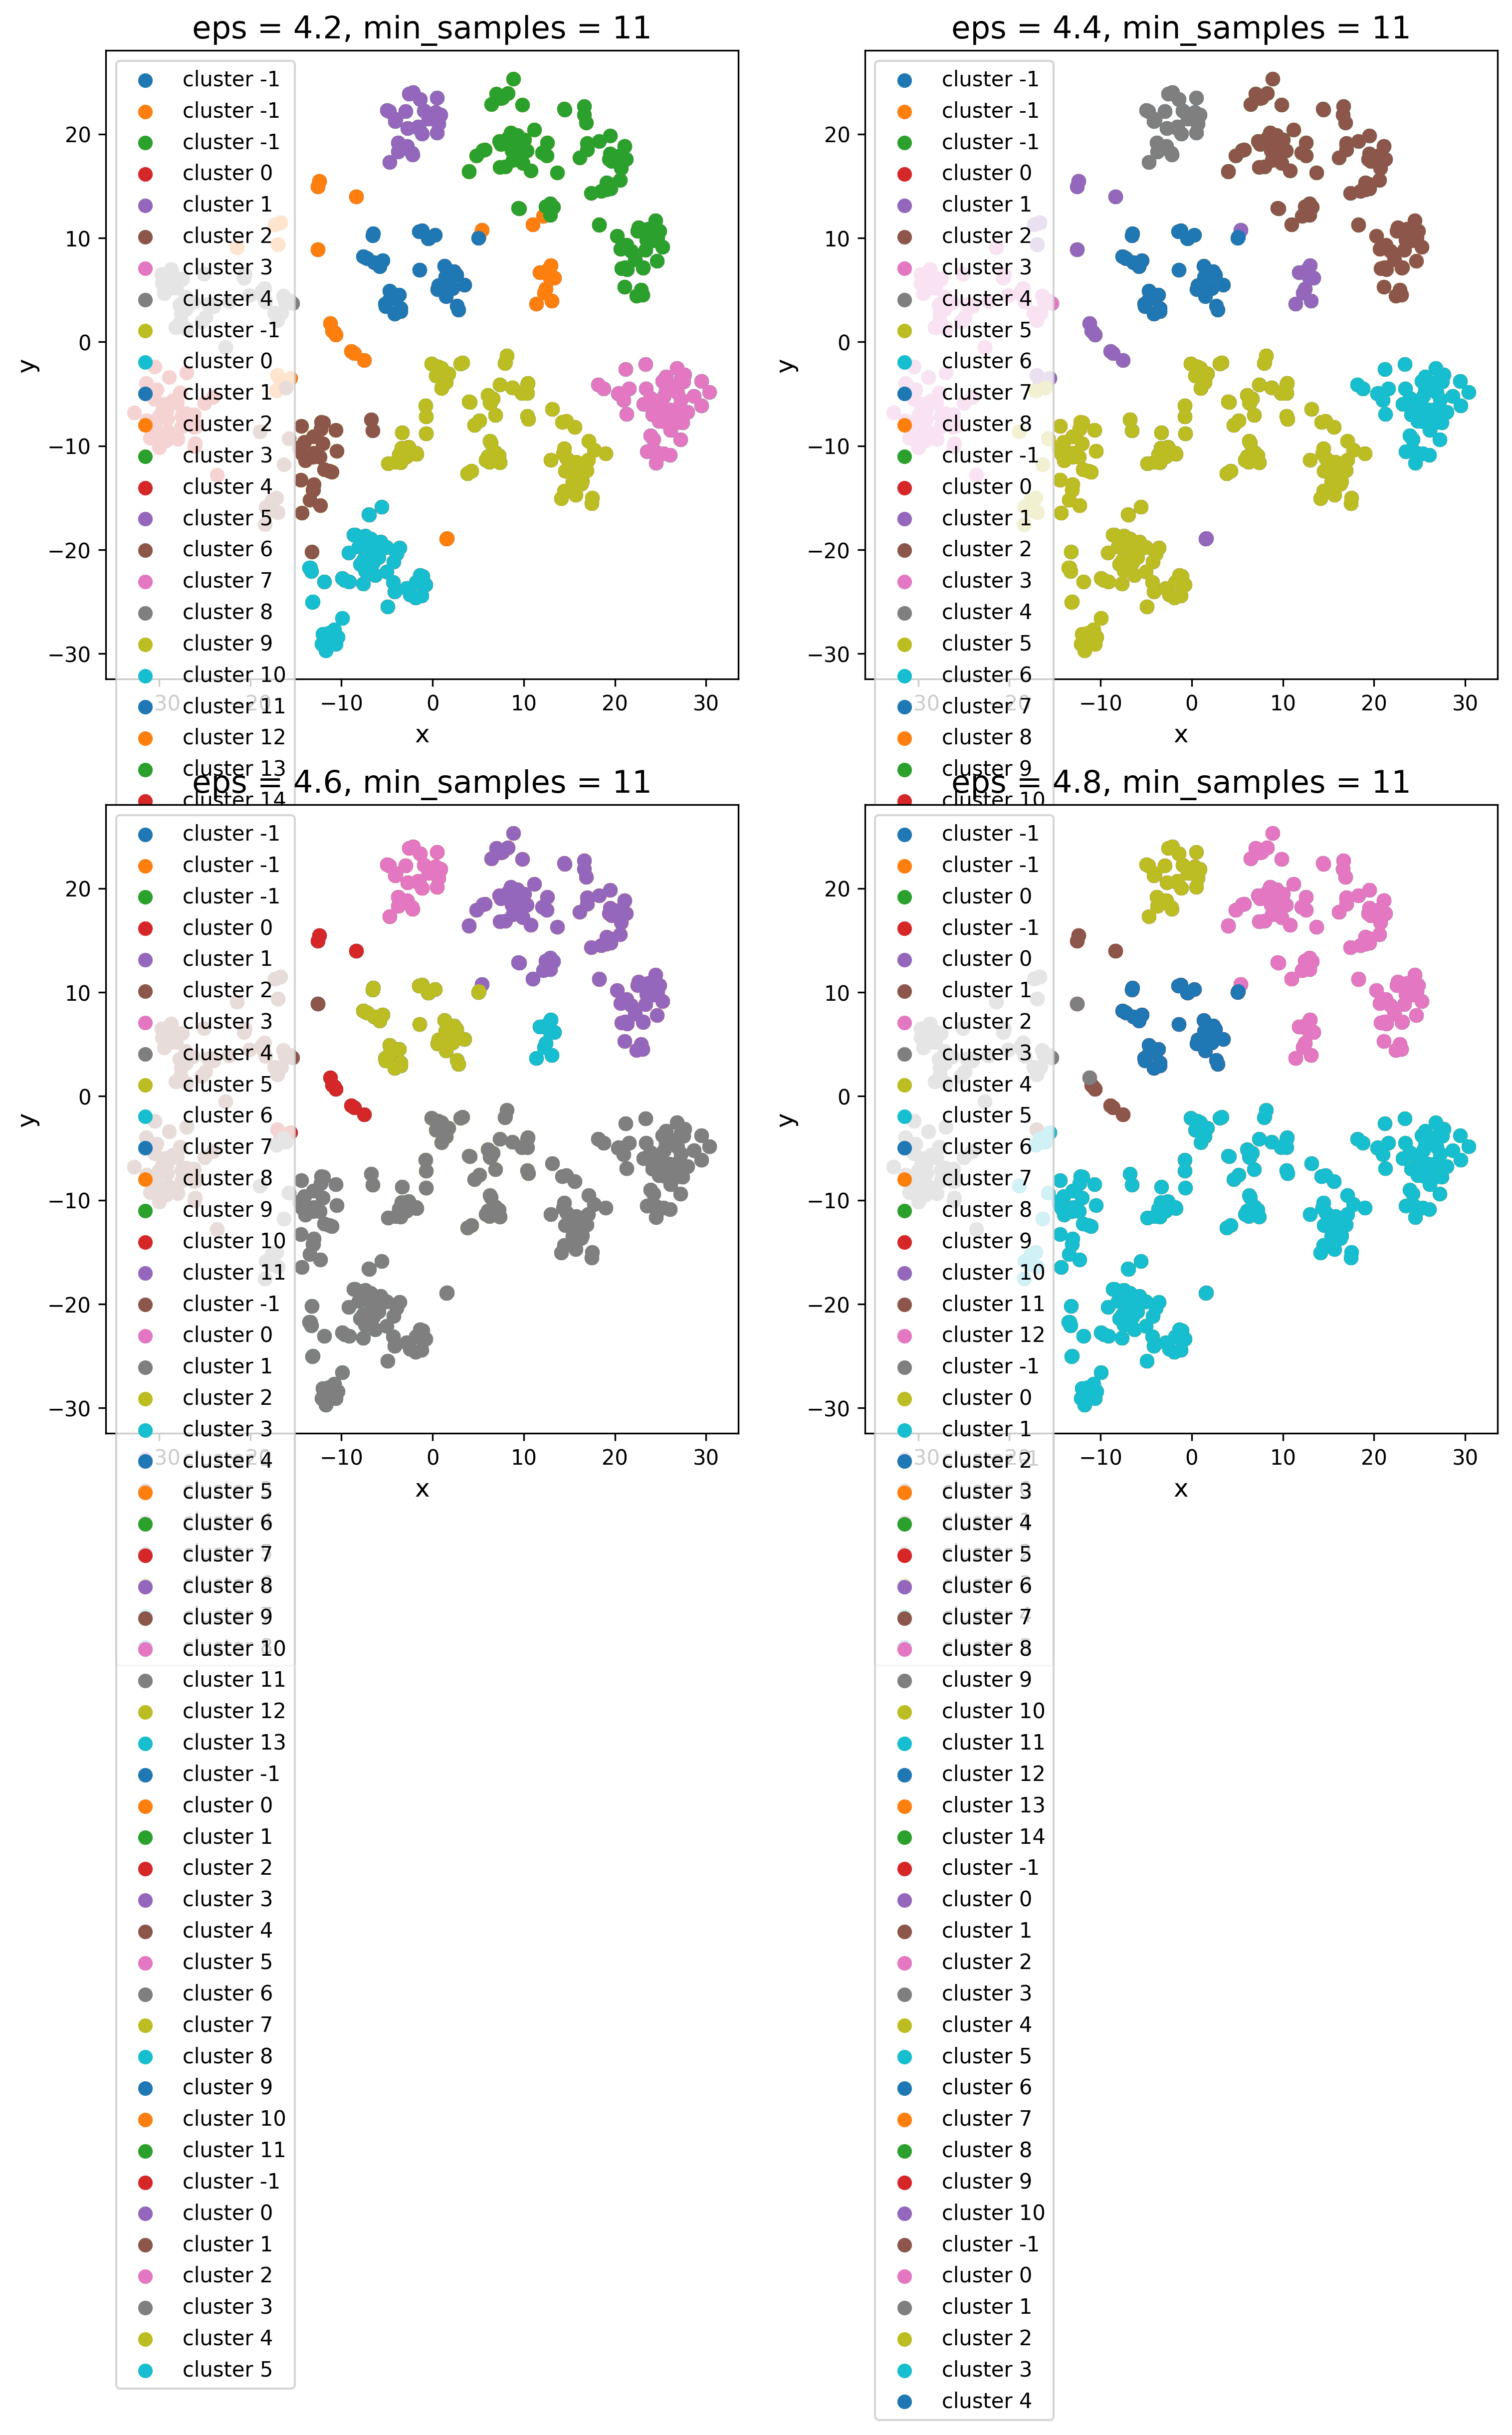 eps = 4.2, min_samples = 11
cluster -1
cluster -1
cluster -1
cluster 0
cluster 1
cluster 2
cluster 3
cluster 4
cluster -1
cluster 0
cluster 1
cluster 2
cluster 3
cluster 4
cluster 5
cluster 6
cluster 7
cluster 8
cluster 9
cluster 10
cluster 11
cluster 12
cluster 13
cluster 14
20
10
0
−10
−20
−30
y
−10 0 10 20 30
x
eps = 4.4, min_samples = 11
cluster -1
cluster -1
cluster -1
cluster 0
cluster 1
cluster 2
cluster 3
cluster 4
cluster 5
cluster 6
cluster 7
cluster 8
cluster -1
cluster 0
cluster 1
cluster 2
cluster 3
cluster 4
cluster 5
cluster 6
cluster 7
cluster 8
cluster 9
cluster 10
20
10
0
−10
−20
−30
y
−10 0 10 20 30
x
eps = 4.6, min_samples = 11
cluster -1
cluster -1
cluster -1
cluster 0
cluster 1
cluster 2
cluster 3
cluster 4
cluster 5
cluster 6
cluster 7
cluster 8
cluster 9
cluster 10
cluster 11
cluster -1
cluster 0
cluster 1
cluster 2
cluster 3
cluster 4
cluster 5
cluster 6
cluster 7
cluster 8
cluster 9
cluster 10
cluster 11
cluster 12
cluster 13
cluster -1
cluster 0
cluster 1
cluster 2
cluster 3
cluster 4
cluster 5
cluster 6
cluster 7
cluster 8
cluster 9
cluster 10
cluster 11
cluster -1
cluster 0
cluster 1
cluster 2
cluster 3
cluster 4
cluster 5
20
10
0
−10
−20
−30
y
−10 0 10 20 30
x
eps = 4.8, min_samples = 11
cluster -1
cluster -1
cluster 0
cluster -1
cluster 0
cluster 1
cluster 2
cluster 3
cluster 4
cluster 5
cluster 6
cluster 7
cluster 8
cluster 9
cluster 10
cluster 11
cluster 12
cluster -1
cluster 0
cluster 1
cluster 2
cluster 3
cluster 4
cluster 5
cluster 6
cluster 7
cluster 8
cluster 9
cluster 10
cluster 11
cluster 12
cluster 13
cluster 14
cluster -1
cluster 0
cluster 1
cluster 2
cluster 3
cluster 4
cluster 5
cluster 6
cluster 7
cluster 8
cluster 9
cluster 10
cluster -1
cluster 0
cluster 1
cluster 2
cluster 3
cluster 4
20
10
0
−10
−20
−30
y
−10 0 10 20 30
x